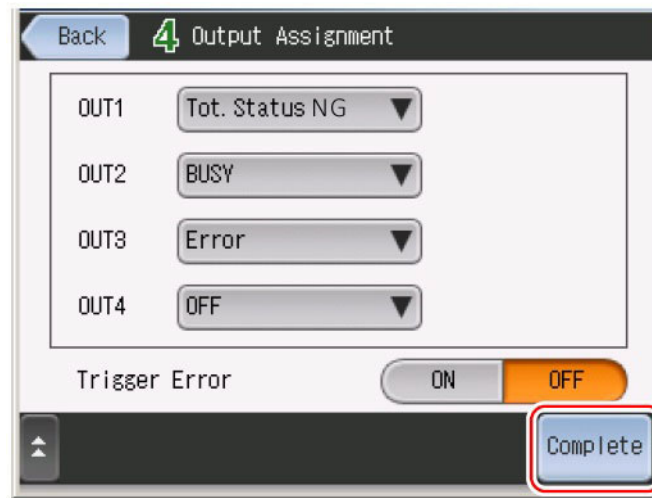 Back 4 Output Assignment
OUT1 Tot. Status NG
OUT2 BUSY
OUT3 Error
OUT4 OFF
Trigger Error ON OFF
Complete